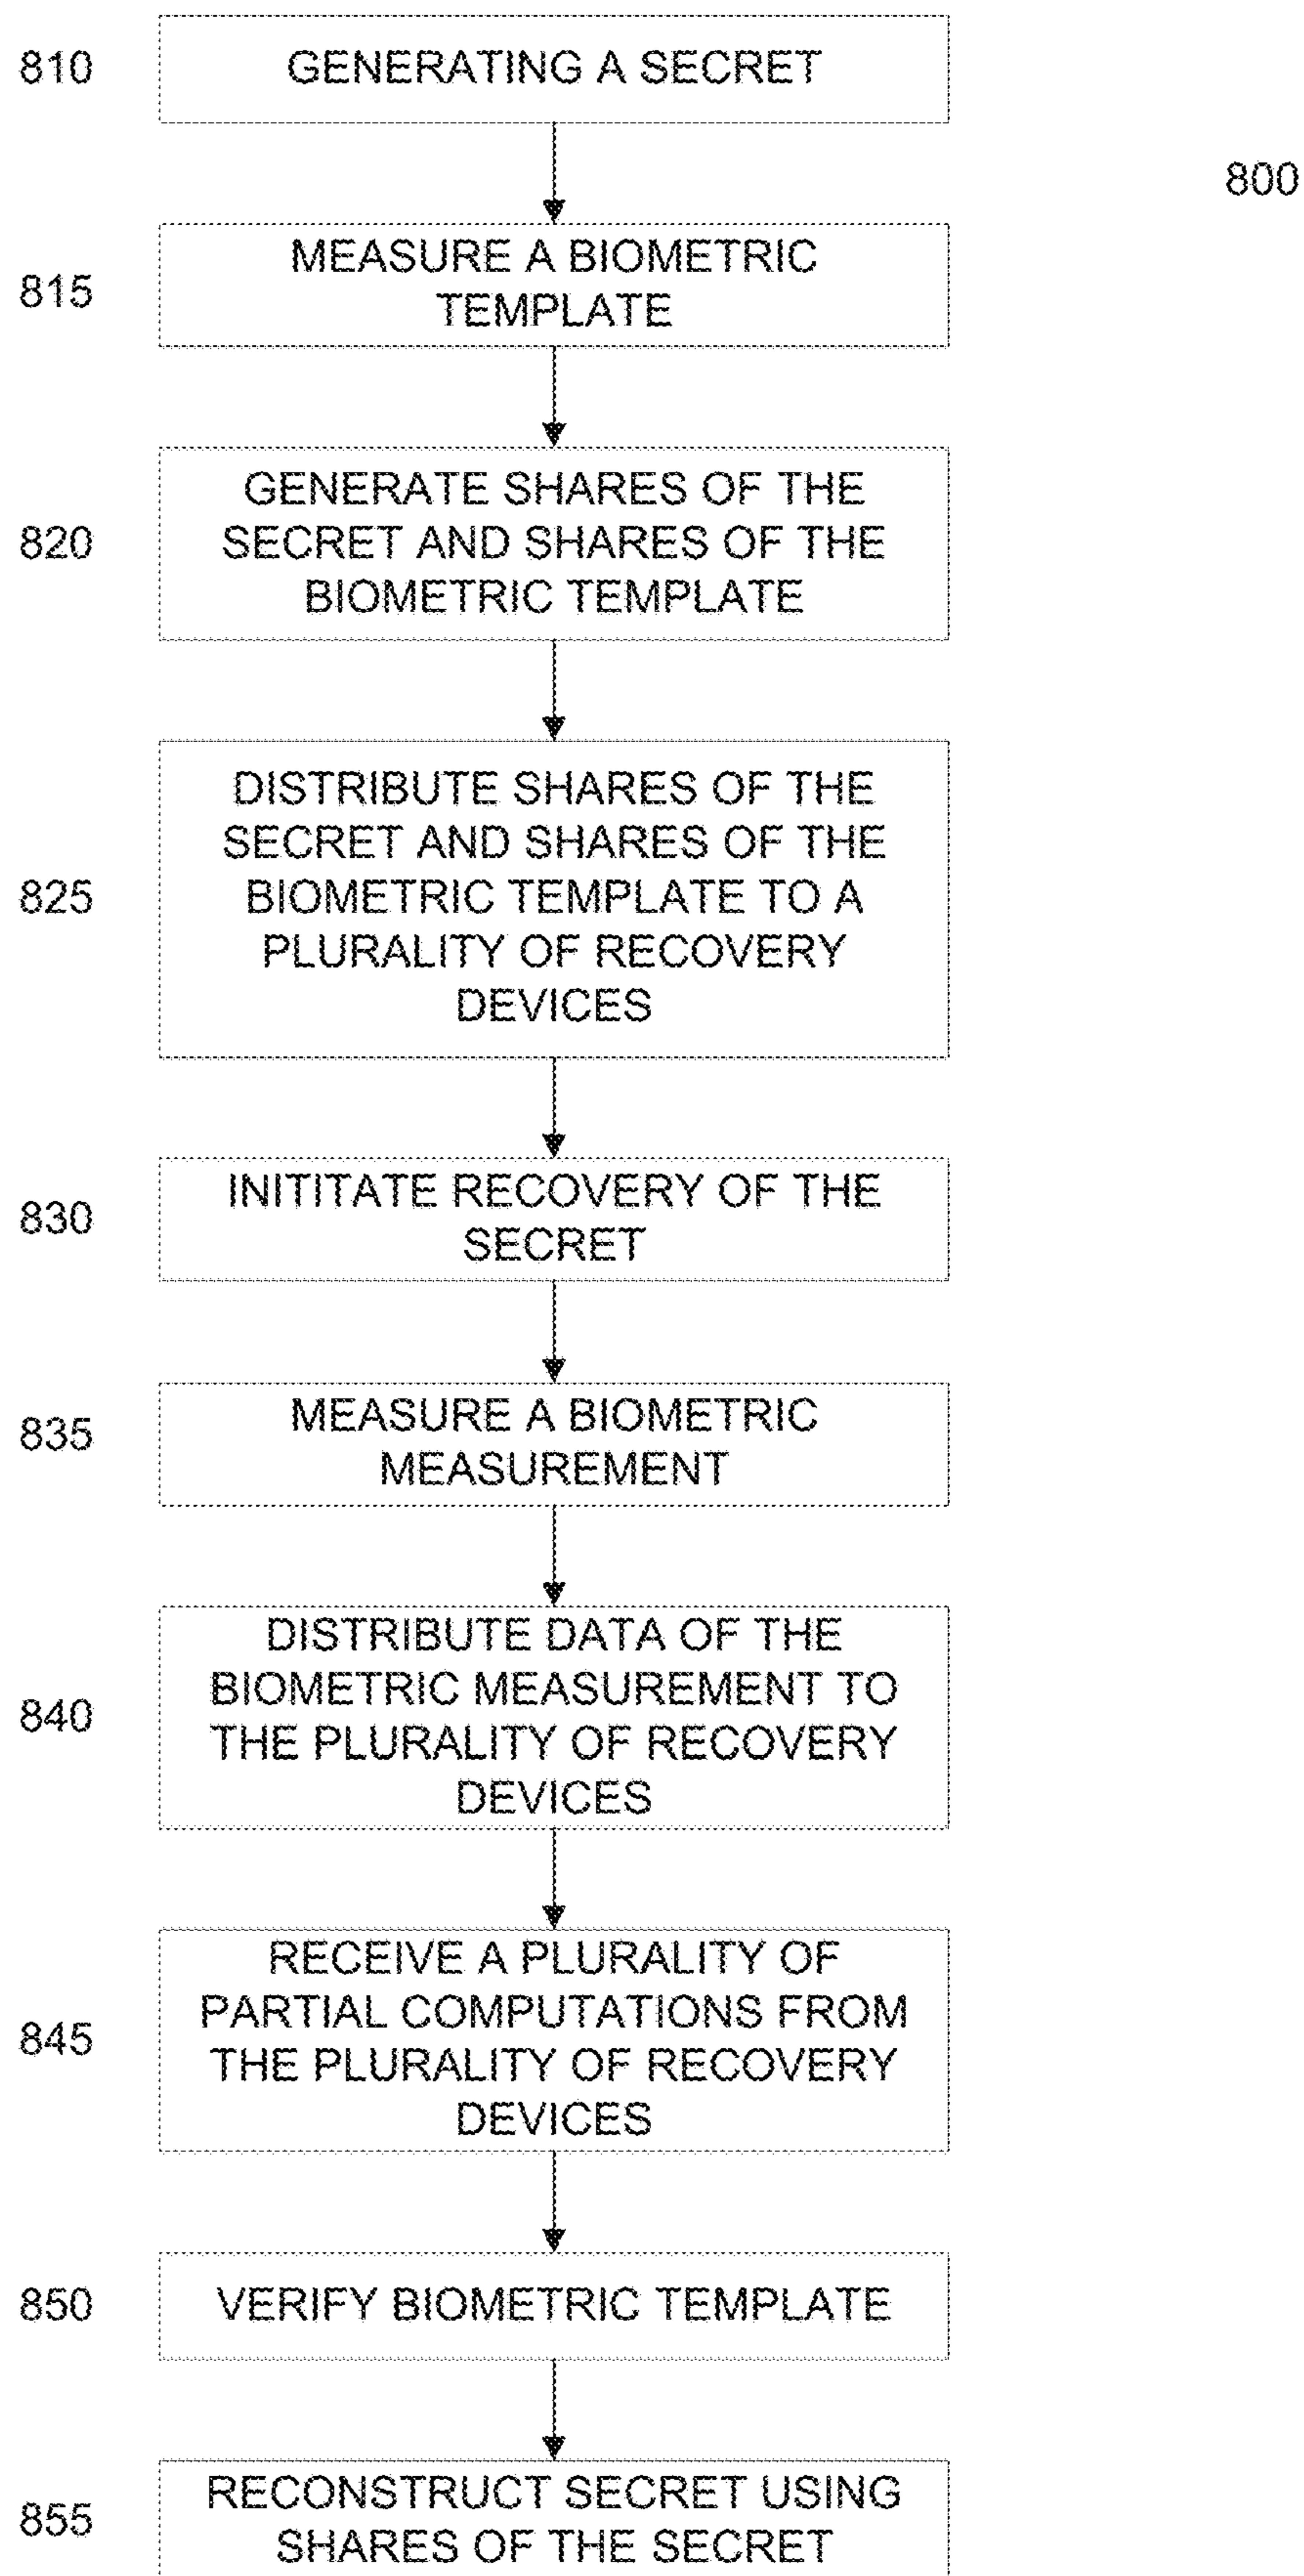 810
GENERATING A SECRET
800
815
MEASURE A BIOMETRIC
TEMPLATE
820
GENERATE SHARES OF THE
SECRET AND SHARES OF THE
BIOMETRIC TEMPLATE
825
DISTRIBUTE SHARES OF THE
SECRET AND SHARES OF THE
BIOMETRIC TEMPLATE TO A
PLURALITY OF RECOVERY
DEVICES
830
INITITATE RECOVERY OF THE
SECRET
835
MEASURE A BIOMETRIC
MEASUREMENT
840
DISTRIBUTE DATA OF THE
BIOMETRIC MEASUREMENT TO
THE PLURALITY OF RECOVERY
DEVICES
845
RECEIVE A PLURALITY OF
PARTIAL COMPUTATIONS FROM
THE PLURALITY OF RECOVERY
DEVICES
850
VERIFY BIOMETRIC TEMPLATE
855
RECONSTRUCT SECRET USING
SHARES OF THE SECRET